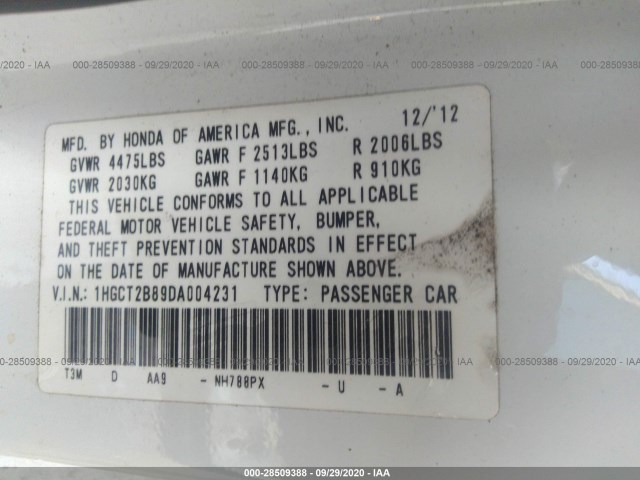 000-28509388 - 09/29/2020 - IAA
MFD. BY HONDA OF AMERICA MFG., INC. 12/'12
GVWR 4475LBS GAWR F 2513LBS R 2006LBS
GVWR 2030KG GAWR F 1140KG R 910KG
THIS VEHICLE CONFORMS TO ALL APPLICABLE
FEDERAL MOTOR VEHICLE SAFETY, BUMPER,
AND THEFT PREVENTION STANDARDS IN EFFECT
ON THE DATE OF MANUFACTURE SHOWN ABOVE.
V.I.N.: 1HGCT2B89DA004231 TYPE: PASSENGER CAR
T3M D AA9 - NH788PX - U - A
000-28509388 - 09/29/2020 - IAA